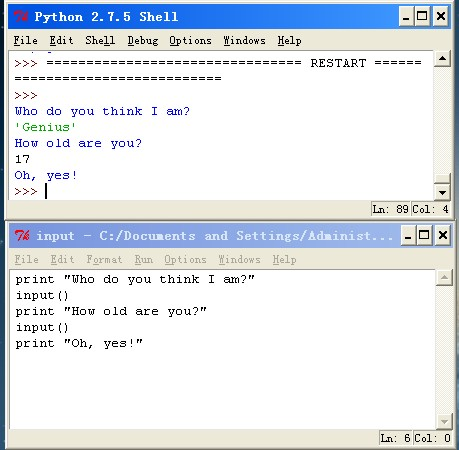 Python 2.7.5 Shell
File Edit Shell Debug Options Windows Help
>>> ============================== RESTART ======
==========================
>>>
Who do you think I am?
'Genius'
How old are you?
17
Oh, yes!
>>>
Ln: 89 Col: 4
input - C:/Documents and Settings/Administ...
File Edit Format Run Options Windows Help
print "Who do you think I am?"
input()
print "How old are you?"
input()
print "Oh, yes!"
Ln: 6 Col: 0